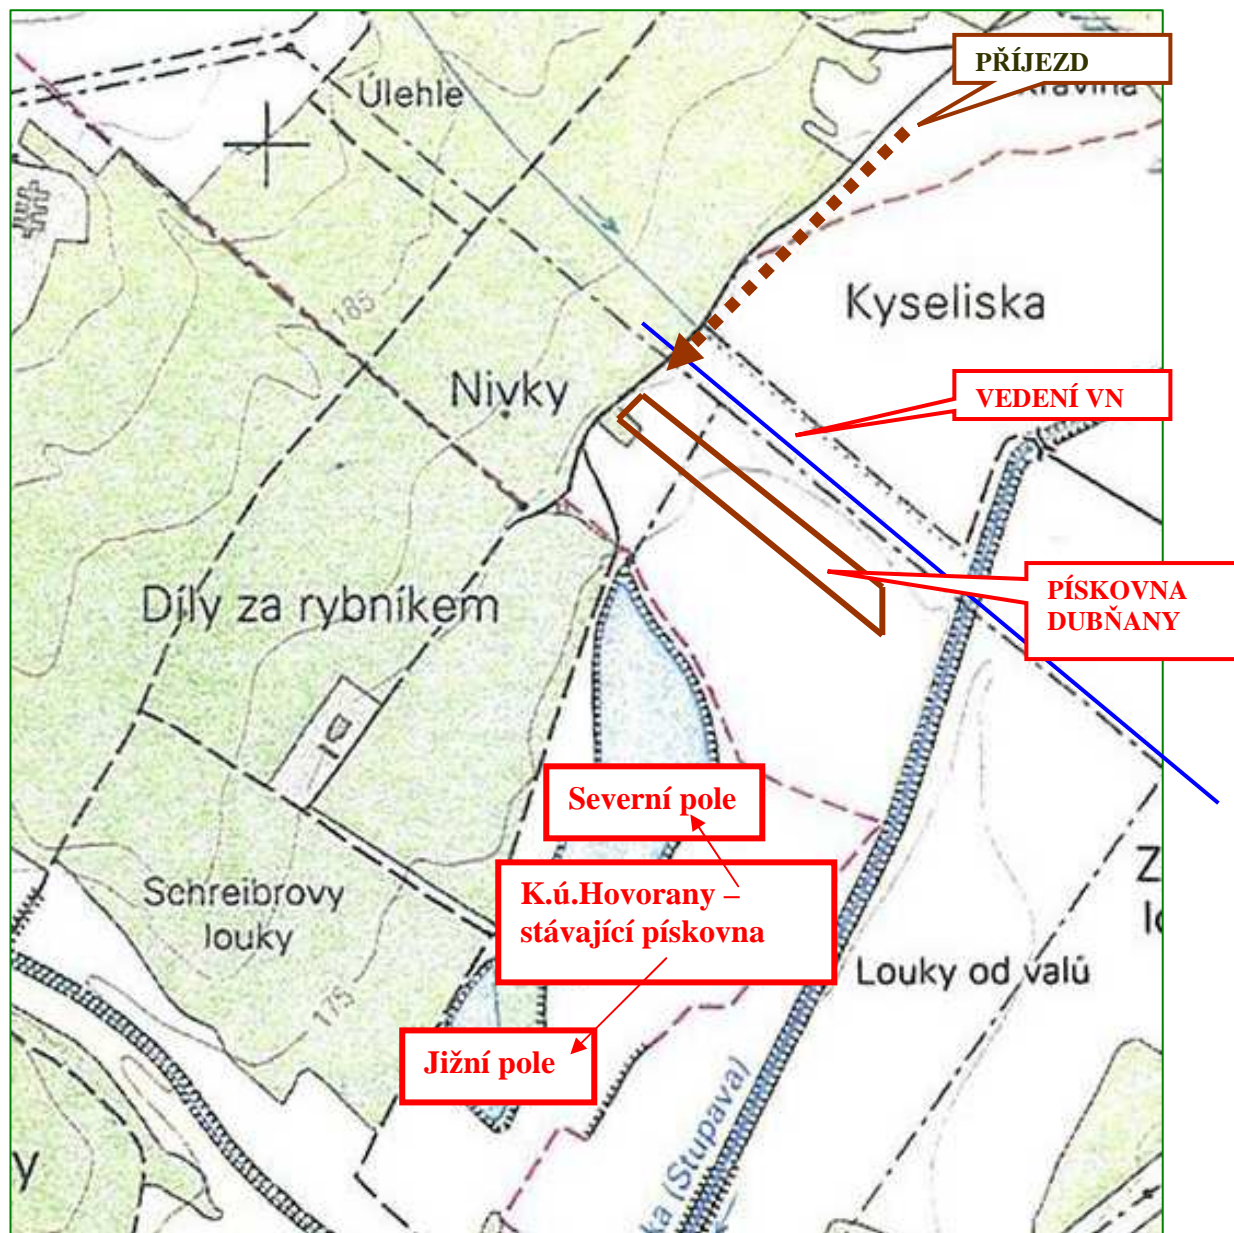 PŘÍJEZD
Úlehle
185
Kyseliska
Nivky
VEDENÍ VN
Díly za rybníkem
PÍSKOVNA
DUBŇANY
Severní pole
Schreibrovy
louky
K.ú.Hovorany –
stávající pískovna
Louky od valů
175
Jižní pole
(Stupava)